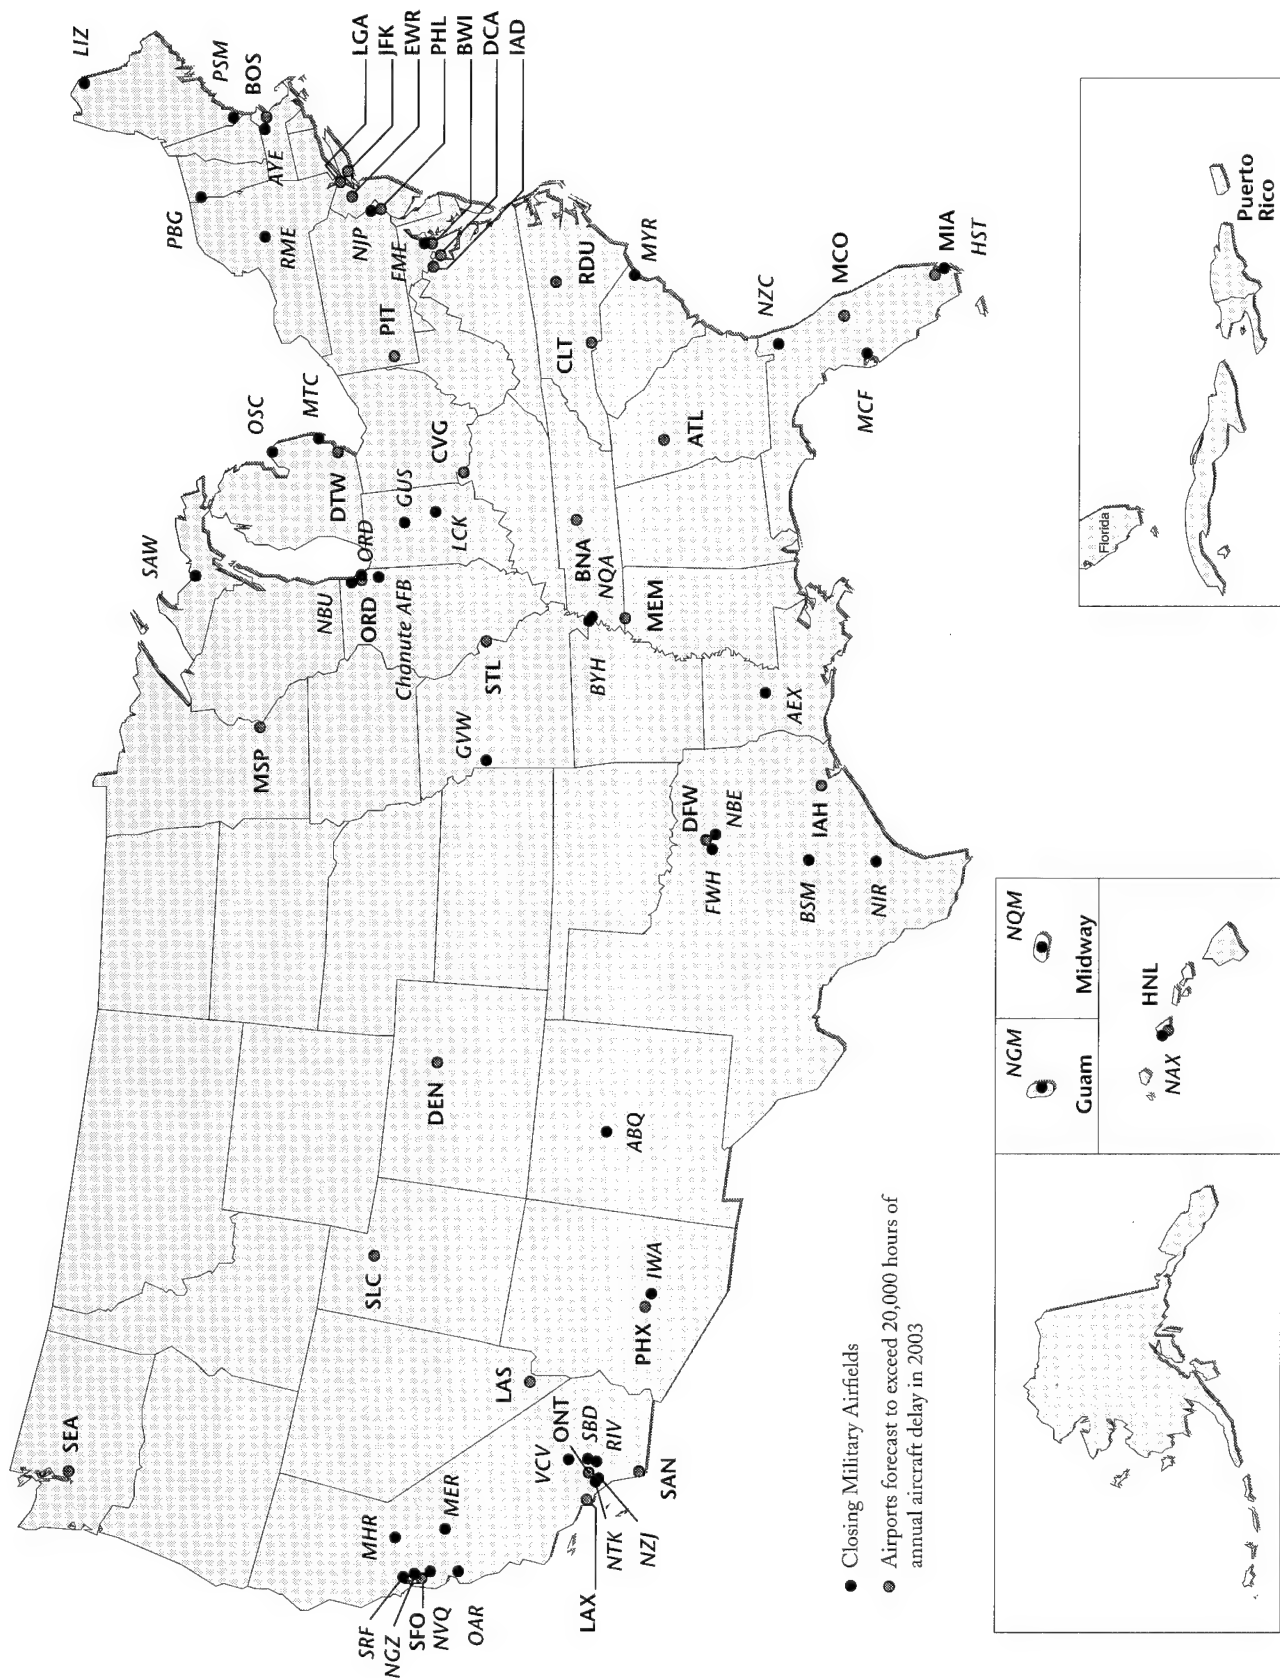 SEA
MHR
SRF
NGZ
SFO
NVQ
OAR
MER
LAX
NTK
NZJ
VCV
ONT
SBD
RIV
SAN
LAS
SLC
PHX
IWA
DEN
ABQ
MSP
GVW
STL
DFW
NBE
FWH
IAH
BSM
NIR
AEX
BYH
NQA
MEM
BNA
SAW
NBU
ORD
ORD
Chanute AFB
OSC
MTC
DTW
GUS
LCK
CVG
ATL
PIT
CLT
RDU
MYR
NZC
MCO
MCF
MIA
HST
PBG
RME
AYE
NJP
FME
LIZ
PSM
BOS
LGA
JFK
EWR
PHL
BWI
DCA
IAD
Closing Military Airfields
Airports forecast to exceed 20,000 hours of
annual aircraft delay in 2003
NGM
Guam
NQM
Midway
HNL
NAX
Florida
Puerto
Rico